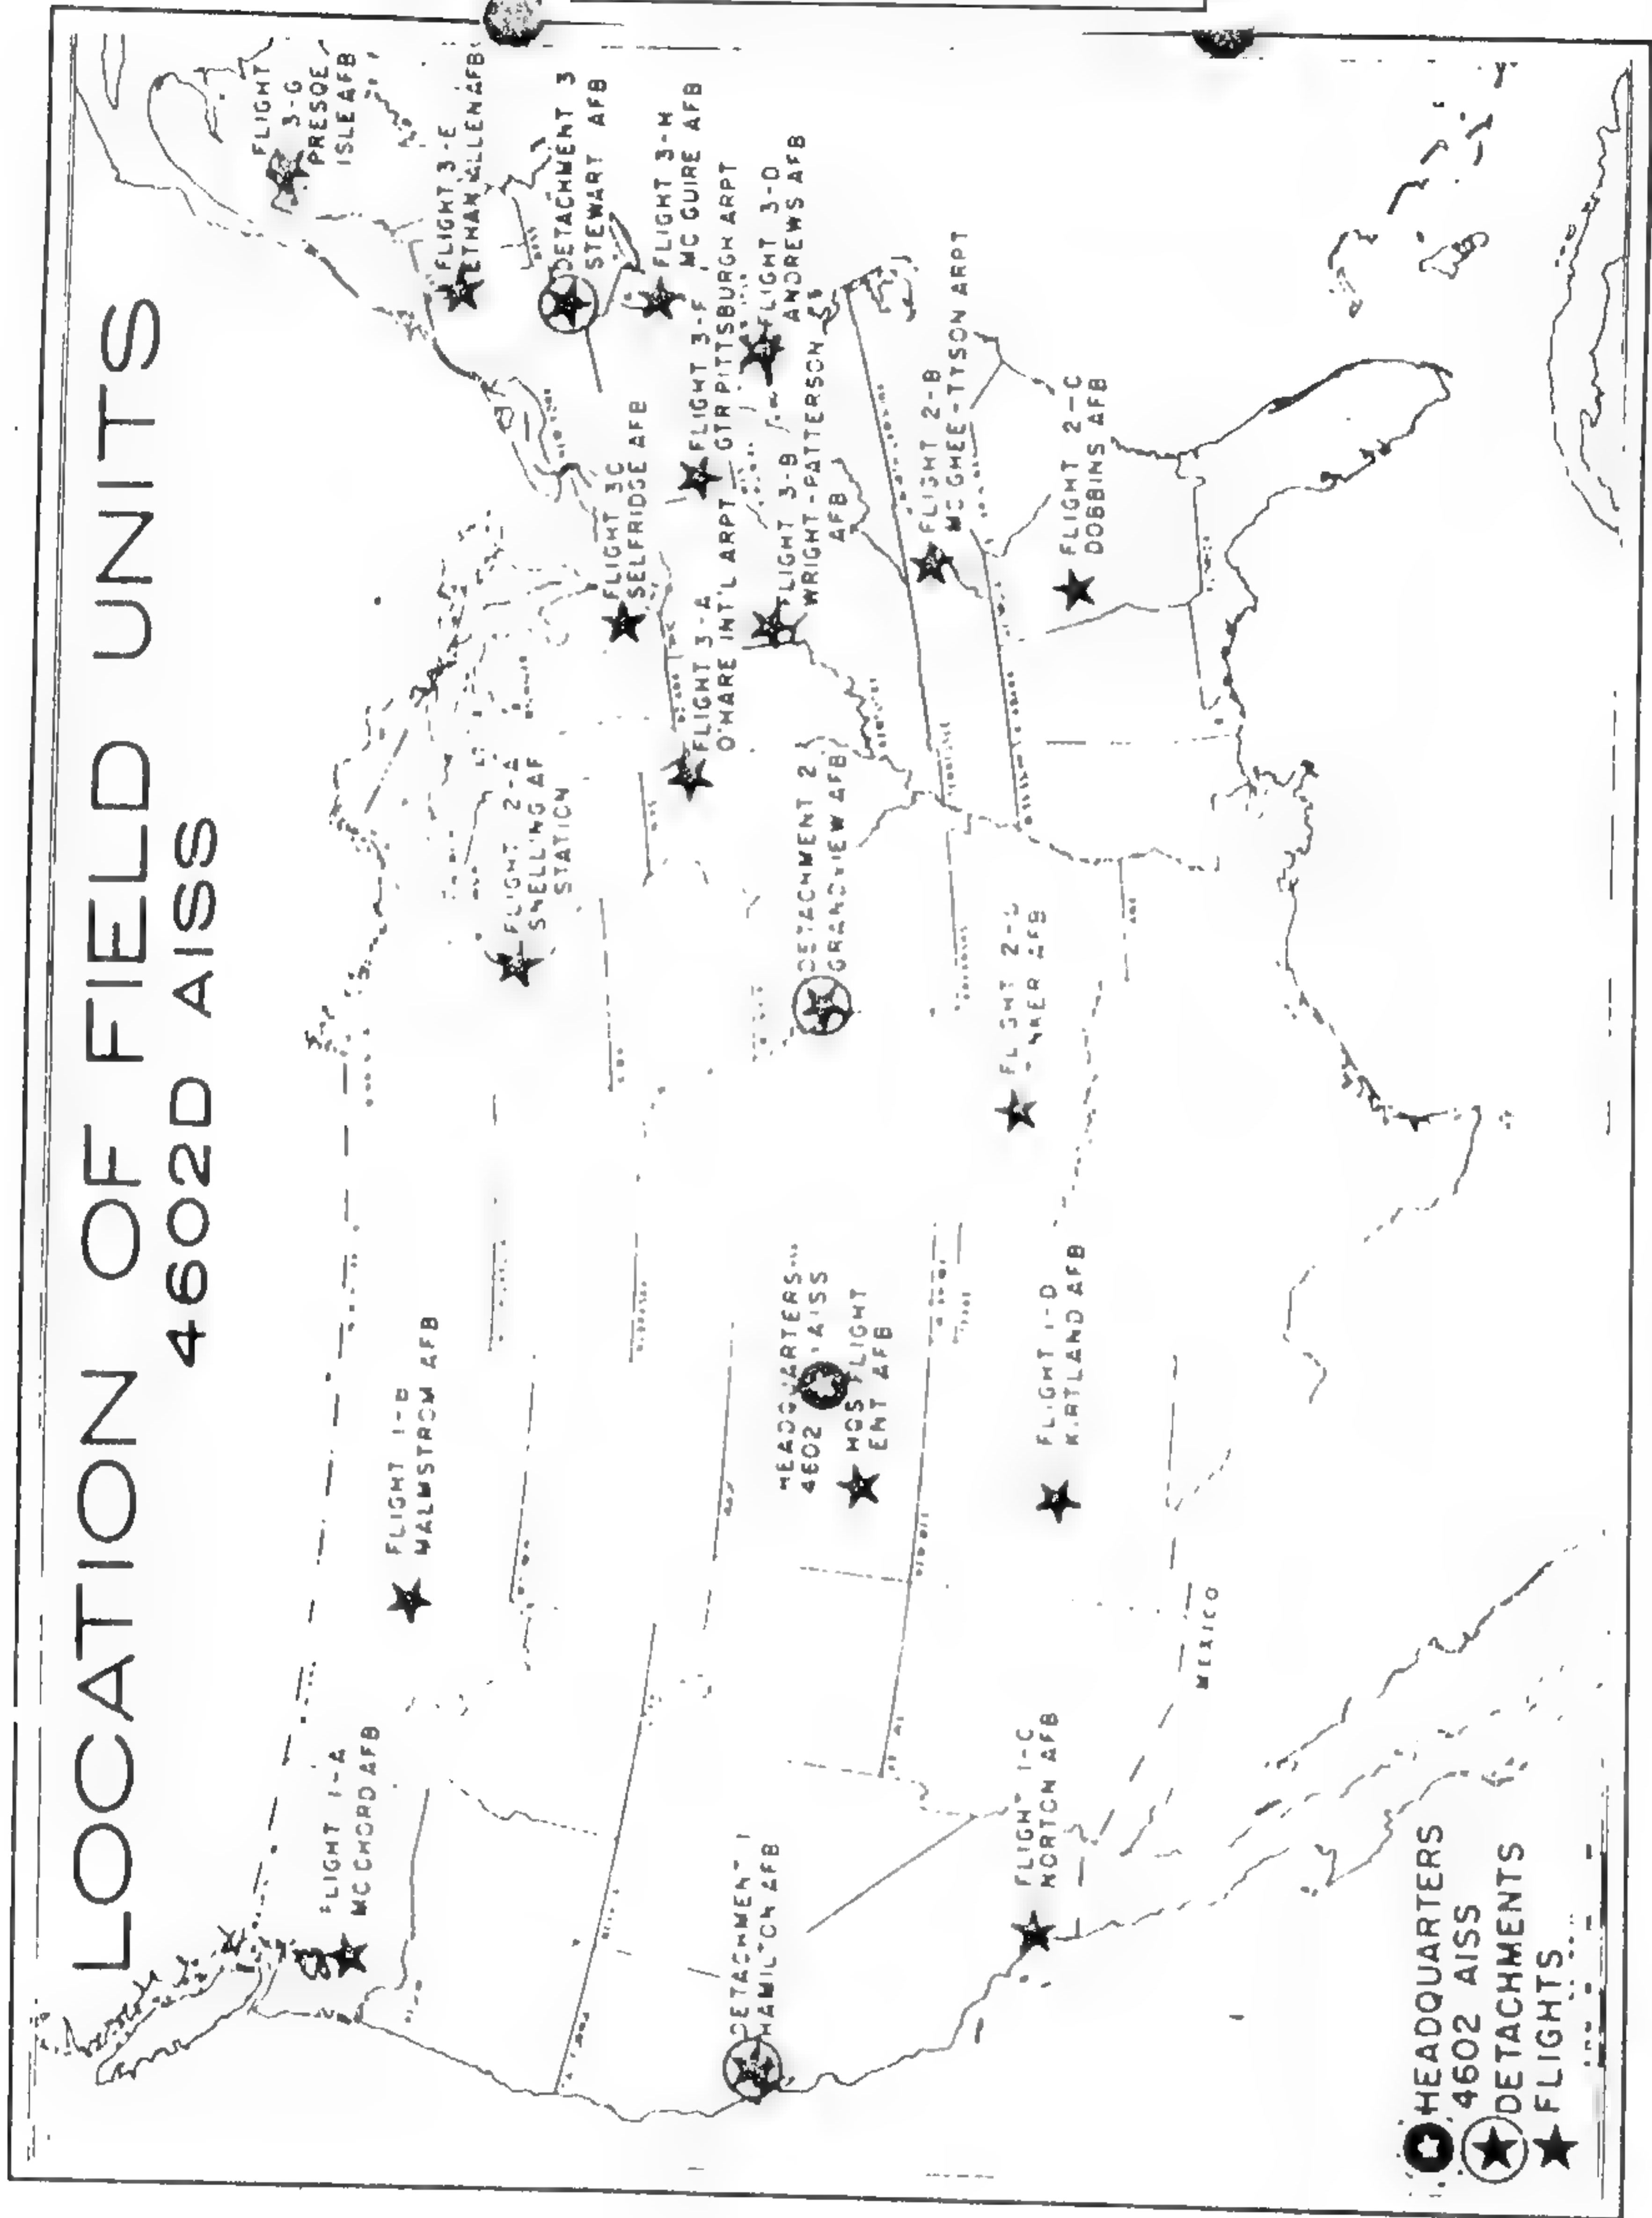 LOCATION OF FIELD UNITS
4602D AISS
FLIGHT 1-A
MC CHORD AFB
FLIGHT 1-B
MALMSTROM AFB
DETACHMENT 1
HAMILTON AFB
FLIGHT 1-C
NORTON AFB
HEADQUARTERS
4602 AISS
HQS FLIGHT
ENT AFB
FLIGHT 1-D
KIRTLAND AFB
FLIGHT 2-A
SNELLING AF
STATION
DETACHMENT 2
GRANDVIEW AFB
FLIGHT 3-A
O'HARE INT'L ARPT
FLIGHT 3C
SELFRIDGE AFB
FLIGHT 3-B
WRIGHT-PATTERSON
AFB
FLIGHT 2-B
MC GHEE-TYSON ARPT
FLIGHT 2-C
DOBBINS AFB
FLIGHT 3-F
GTR PITTSBURGH ARPT
FLIGHT 3-D
ANDREWS AFB
FLIGHT 3-H
MC GUIRE AFB
DETACHMENT 3
STEWART AFB
FLIGHT 3-E
ETHAN ALLEN AFB
FLIGHT
3-G
PRESQE
ISLE AFB
MEXICO
HEADQUARTERS
4602 AISS
DETACHMENTS
FLIGHTS